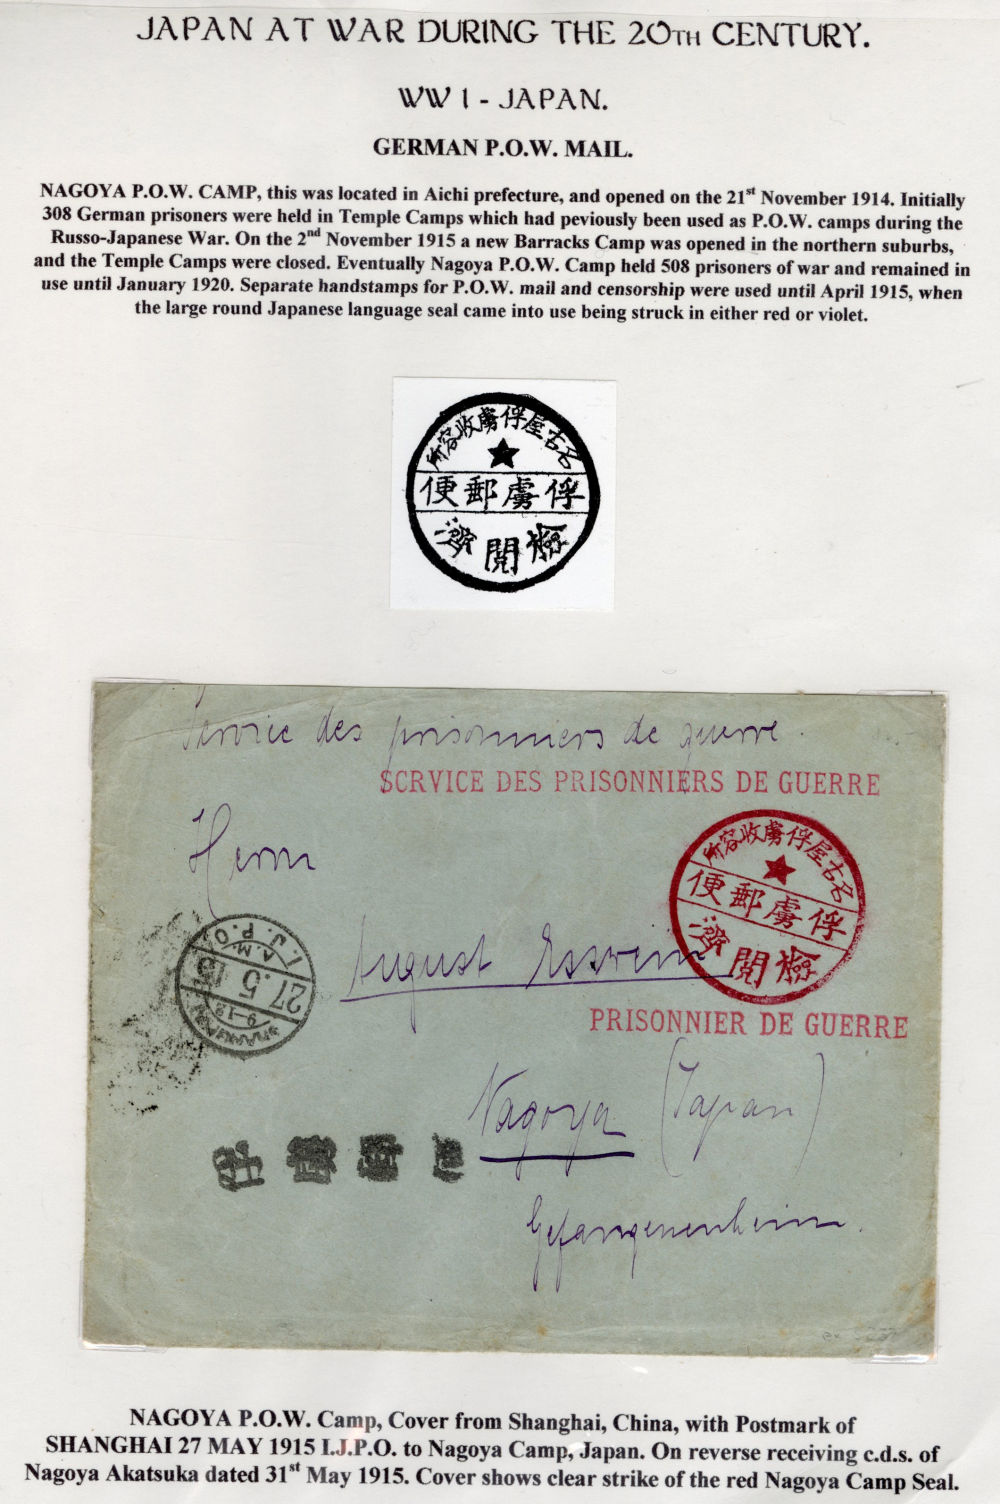 JAPAN AT WAR DURING THE 20TH CENTURY.
WW I - JAPAN.
GERMAN P.O.W. MAIL.
NAGOYA P.O.W. CAMP, this was located in Aichi prefecture, and opened on the 21st November 1914. Initially
308 German prisoners were held in Temple Camps which had peviously been used as P.O.W. camps during the
Russo-Japanese War. On the 2nd November 1915 a new Barracks Camp was opened in the northern suburbs,
and the Temple Camps were closed. Eventually Nagoya P.O.W. Camp held 508 prisoners of war and remained in
use until January 1920. Separate handstamps for P.O.W. mail and censorship were used until April 1915, when
the large round Japanese language seal came into use being struck in either red or violet.
名古屋俘虜收容所
俘虜郵便
檢閲濟
Service des prisonniers de guerre.
SCRVICE DES PRISONNIERS DE GUERRE
Herrn
名古屋俘虜收容所
俘虜郵便
檢閲濟
August Esswein
PRISONNIER DE GUERRE
SHANGHAI
9-12
27.5.15
A.M.
I.J.P.O.
Nagoya (Japan)
俘虜郵便
Gefangenenheim.
NAGOYA P.O.W. Camp, Cover from Shanghai, China, with Postmark of
SHANGHAI 27 MAY 1915 I.J.P.O. to Nagoya Camp, Japan. On reverse receiving c.d.s. of
Nagoya Akatsuka dated 31st May 1915. Cover shows clear strike of the red Nagoya Camp Seal.